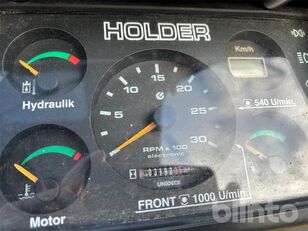 HOLDER
Km/h
Hydraulik
15
20
10
25
5
30
RPM x 100
electronic
540 U/min.
UNIDECK
FRONT 1000 U/min.
Motor
blinto